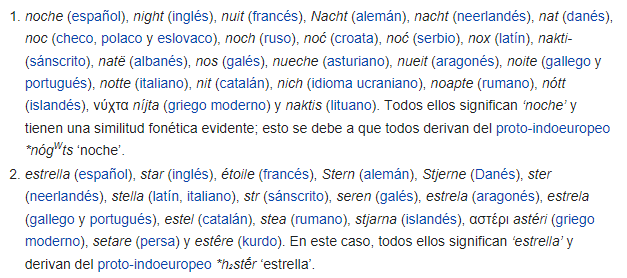 1. noche (español), night (inglés), nuit (francés), Nacht (alemán), nacht (neerlandés), nat (danés),
noc (checo, polaco y eslovaco), noch (ruso), noć (croata), noć (serbio), nox (latín), nakti-
(sánscrito), natë (albanés), nos (galés), nueche (asturiano), nueit (aragonés), noite (gallego y
portugués), notte (italiano), nit (catalán), nich (idioma ucraniano), noapte (rumano), nótt
(islandés), νύχτα níjta (griego moderno) y naktis (lituano). Todos ellos significan ‘noche’ y
tienen una similitud fonética evidente; esto se debe a que todos derivan del proto-indoeuropeo
*nógᵂts ‘noche’.
2. estrella (español), star (inglés), étoile (francés), Stern (alemán), Stjerne (Danés), ster
(neerlandés), stella (latín, italiano), str (sánscrito), seren (galés), estrela (aragonés), estrela
(gallego y portugués), estel (catalán), stea (rumano), stjarna (islandés), αστέρι astéri (griego
moderno), setare (persa) y estêre (kurdo). En este caso, todos ellos significan ‘estrella’ y
derivan del proto-indoeuropeo *h₂stḗr ‘estrella’.